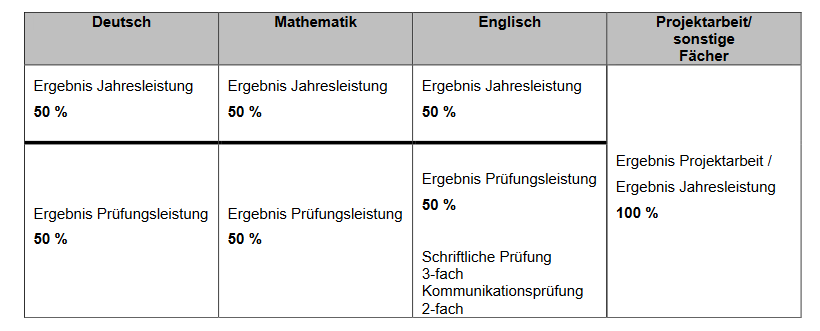 Deutsch
Mathematik
Englisch
Projektarbeit/
sonstige
Fächer
Ergebnis Jahresleistung
50 %
Ergebnis Jahresleistung
50 %
Ergebnis Jahresleistung
50 %
Ergebnis Projektarbeit /
Ergebnis Jahresleistung
100 %
Ergebnis Prüfungsleistung
50 %
Ergebnis Prüfungsleistung
50 %
Ergebnis Prüfungsleistung
50 %
Schriftliche Prüfung
3-fach
Kommunikationsprüfung
2-fach